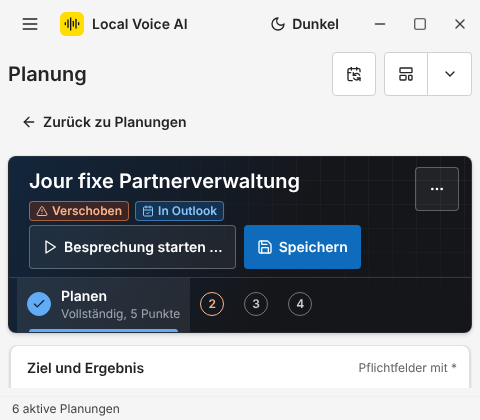 Local Voice AI
Dunkel
Planung
Zurück zu Planungen
Jour fixe Partnerverwaltung
Verschoben
In Outlook
Besprechung starten ...
Speichern
Planen
Vollständig, 5 Punkte
2
3
4
Ziel und Ergebnis
Pflichtfelder mit *
6 aktive Planungen